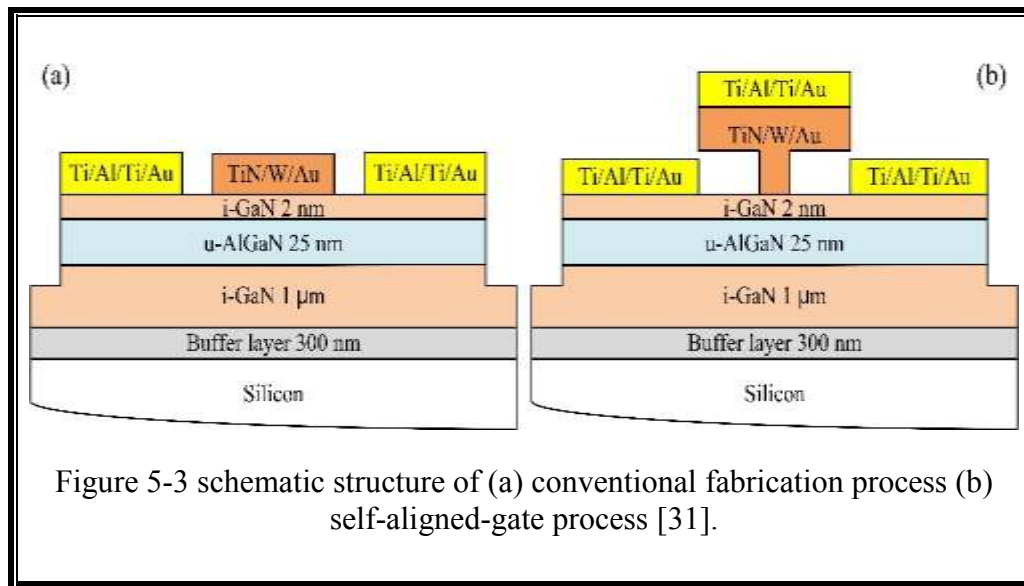 (a)
(b)
Ti/Al/Ti/Au
Ti/Al/Ti/Au TiN/W/Au Ti/Al/Ti/Au
TiN/W/Au
Ti/Al/Ti/Au Ti/Al/Ti/Au
i-GaN 2 nm
i-GaN 2 nm
u-AlGaN 25 nm
u-AlGaN 25 nm
i-GaN 1 μm
i-GaN 1 μm
Buffer layer 300 nm
Buffer layer 300 nm
Silicon
Silicon
Figure 5-3 schematic structure of (a) conventional fabrication process (b)
self-aligned-gate process [31].